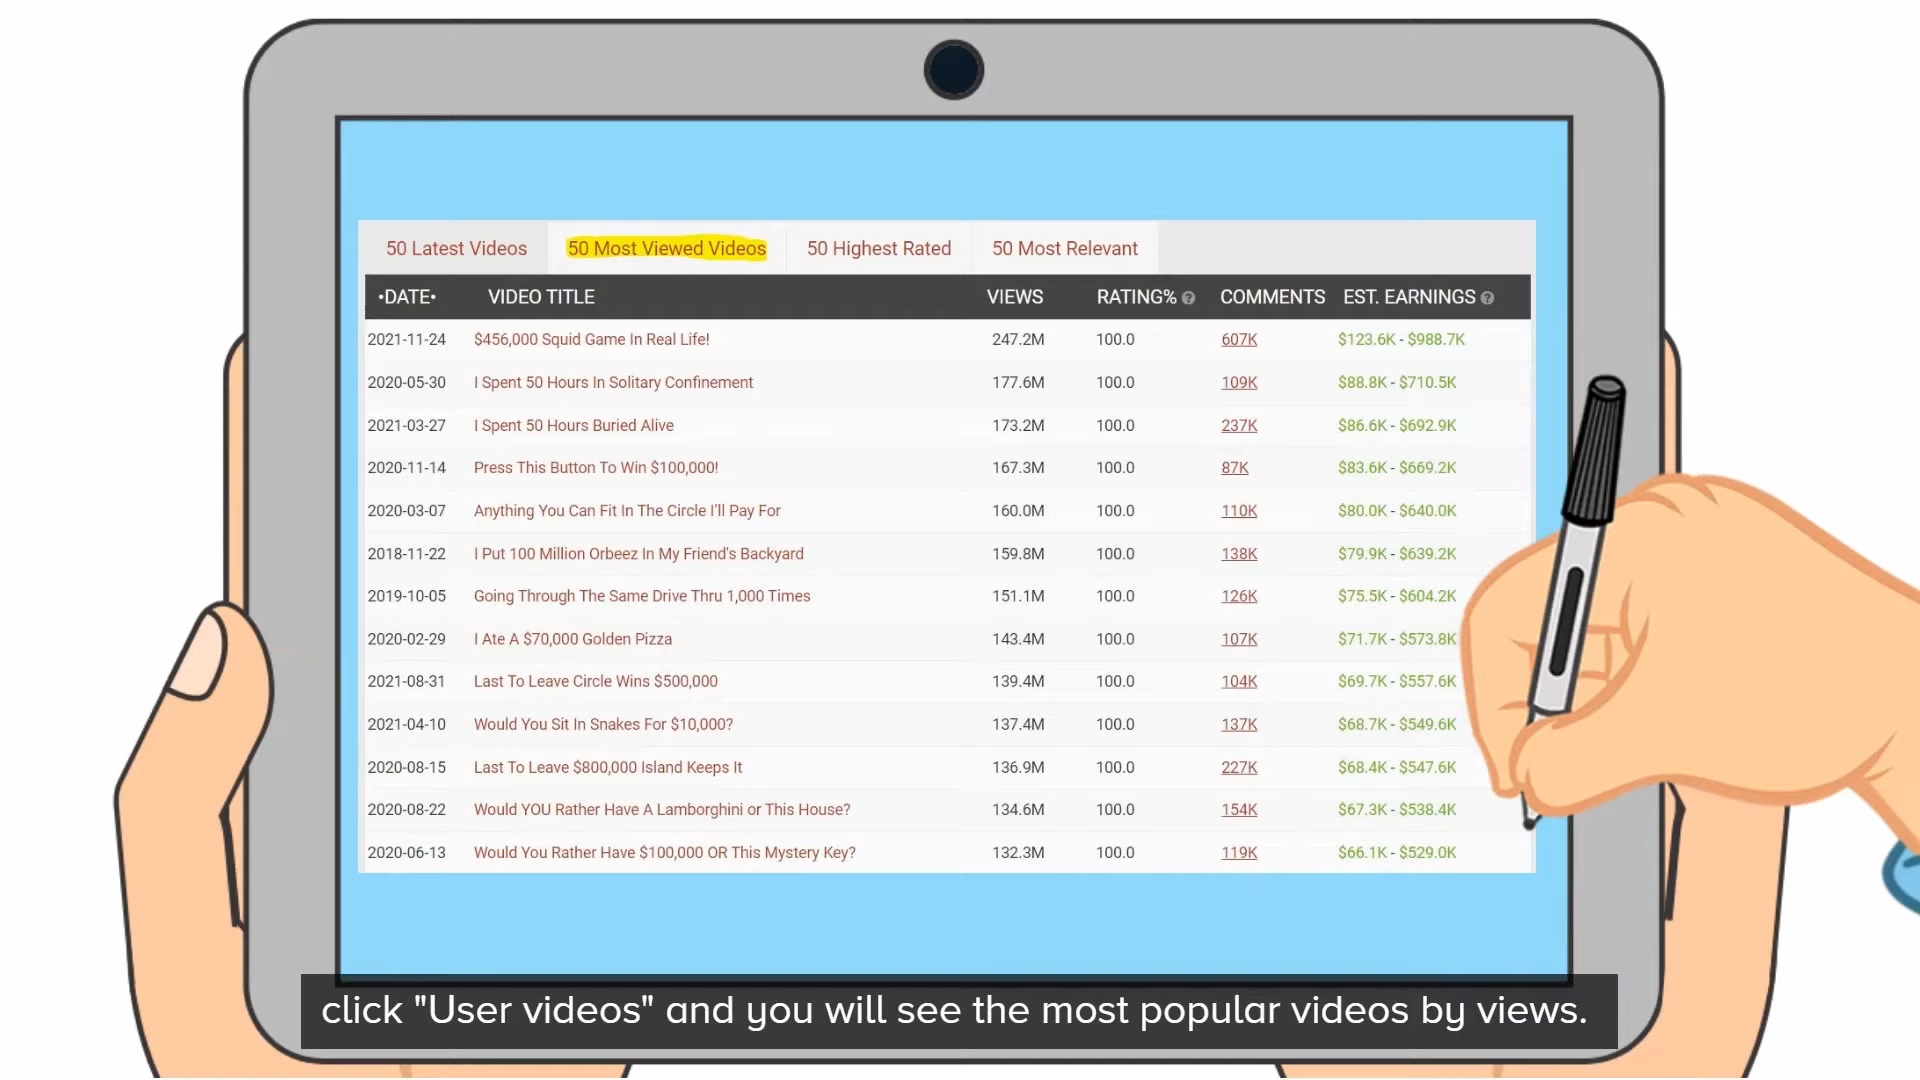 50 Latest Videos 50 Most Viewed Videos 50 Highest Rated 50 Most Relevant
•DATE• VIDEO TITLE VIEWS RATING% ? COMMENTS EST. EARNINGS ?
2021-11-24 $456,000 Squid Game In Real Life! 247.2M 100.0 607K $123.6K - $988.7K
2020-05-30 I Spent 50 Hours In Solitary Confinement 177.6M 100.0 109K $88.8K - $710.5K
2021-03-27 I Spent 50 Hours Buried Alive 173.2M 100.0 237K $86.6K - $692.9K
2020-11-14 Press This Button To Win $100,000! 167.3M 100.0 87K $83.6K - $669.2K
2020-03-07 Anything You Can Fit In The Circle I'll Pay For 160.0M 100.0 110K $80.0K - $640.0K
2018-11-22 I Put 100 Million Orbeez In My Friend's Backyard 159.8M 100.0 138K $79.9K - $639.2K
2019-10-05 Going Through The Same Drive Thru 1,000 Times 151.1M 100.0 126K $75.5K - $604.2K
2020-02-29 I Ate A $70,000 Golden Pizza 143.4M 100.0 107K $71.7K - $573.8K
2021-08-31 Last To Leave Circle Wins $500,000 139.4M 100.0 104K $69.7K - $557.6K
2021-04-10 Would You Sit In Snakes For $10,000? 137.4M 100.0 137K $68.7K - $549.6K
2020-08-15 Last To Leave $800,000 Island Keeps It 136.9M 100.0 227K $68.4K - $547.6K
2020-08-22 Would YOU Rather Have A Lamborghini or This House? 134.6M 100.0 154K $67.3K - $538.4K
2020-06-13 Would You Rather Have $100,000 OR This Mystery Key? 132.3M 100.0 119K $66.1K - $529.0K
click "User videos" and you will see the most popular videos by views.